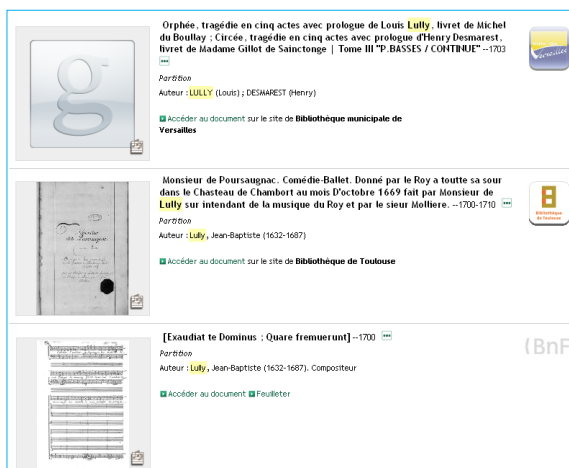 Orphée, tragédie en cinq actes avec prologue de Louis Lully, livret de Michel
du Boullay ; Circée, tragédie en cinq actes avec prologue d'Henry Desmarest,
livret de Madame Gillot de Sainctonge | Tome III "P.BASSES / CONTINUE" --1703
Partition
Auteur : LULLY (Louis) ; DESMAREST (Henry)
Accéder au document sur le site de Bibliothèque municipale de
Versailles
Versailles
Monsieur de Poursaugnac. Comédie-Ballet. Donné par le Roy a toutte sa sour
dans le Chasteau de Chambort au mois D'octobre 1669 fait par Monsieur de
Lully sur intendant de la musique du Roy et par le sieur Molliere. --1700-1710
Partition
Auteur : Lully, Jean-Baptiste (1632-1687)
Accéder au document sur le site de Bibliothèque de Toulouse
Bibliothèque
de Toulouse
[Exaudiat te Dominus ; Quare fremuerunt] --1700
Partition
Auteur : Lully, Jean-Baptiste (1632-1687). Compositeur
Accéder au document Feuilleter
{BnF